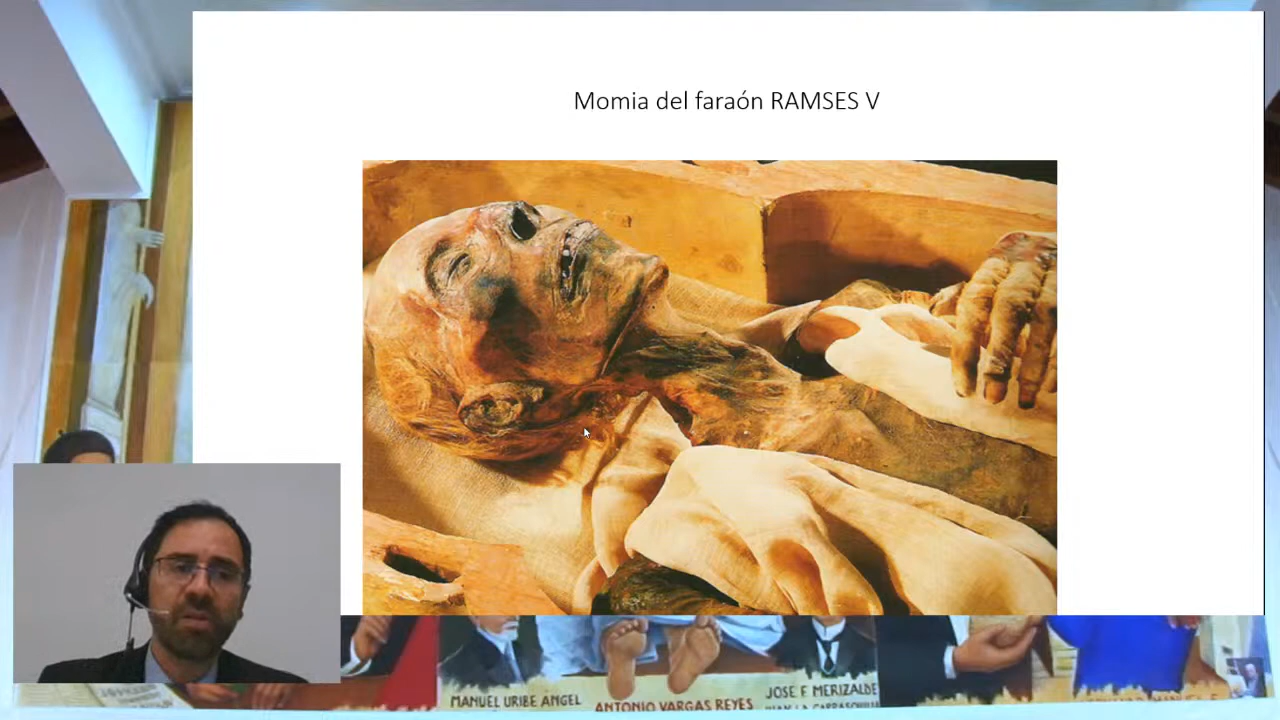 Momia del faraón RAMSES V
MANUEL URIBE ANGEL
ANTONIO VARGAS REYES
JOSE F. MERIZALDE